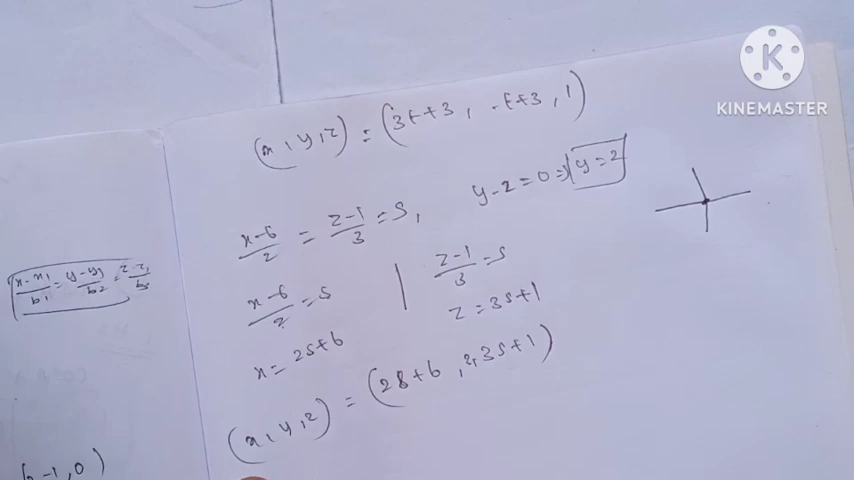 (x, y, z) = (3t+3, -t+3, 1)
x-6/2 = z-1/3 = s, y-2=0 ⇒ y=2
x-6/2 = s | z-1/3 = s
x = 2s+6 z = 3s+1
(x, y, z) = (2s+6, 2, 3s+1)
x-x1/b1 = y-y1/b2 = z-z1/b3
-1, 0)
K
KINEMASTER